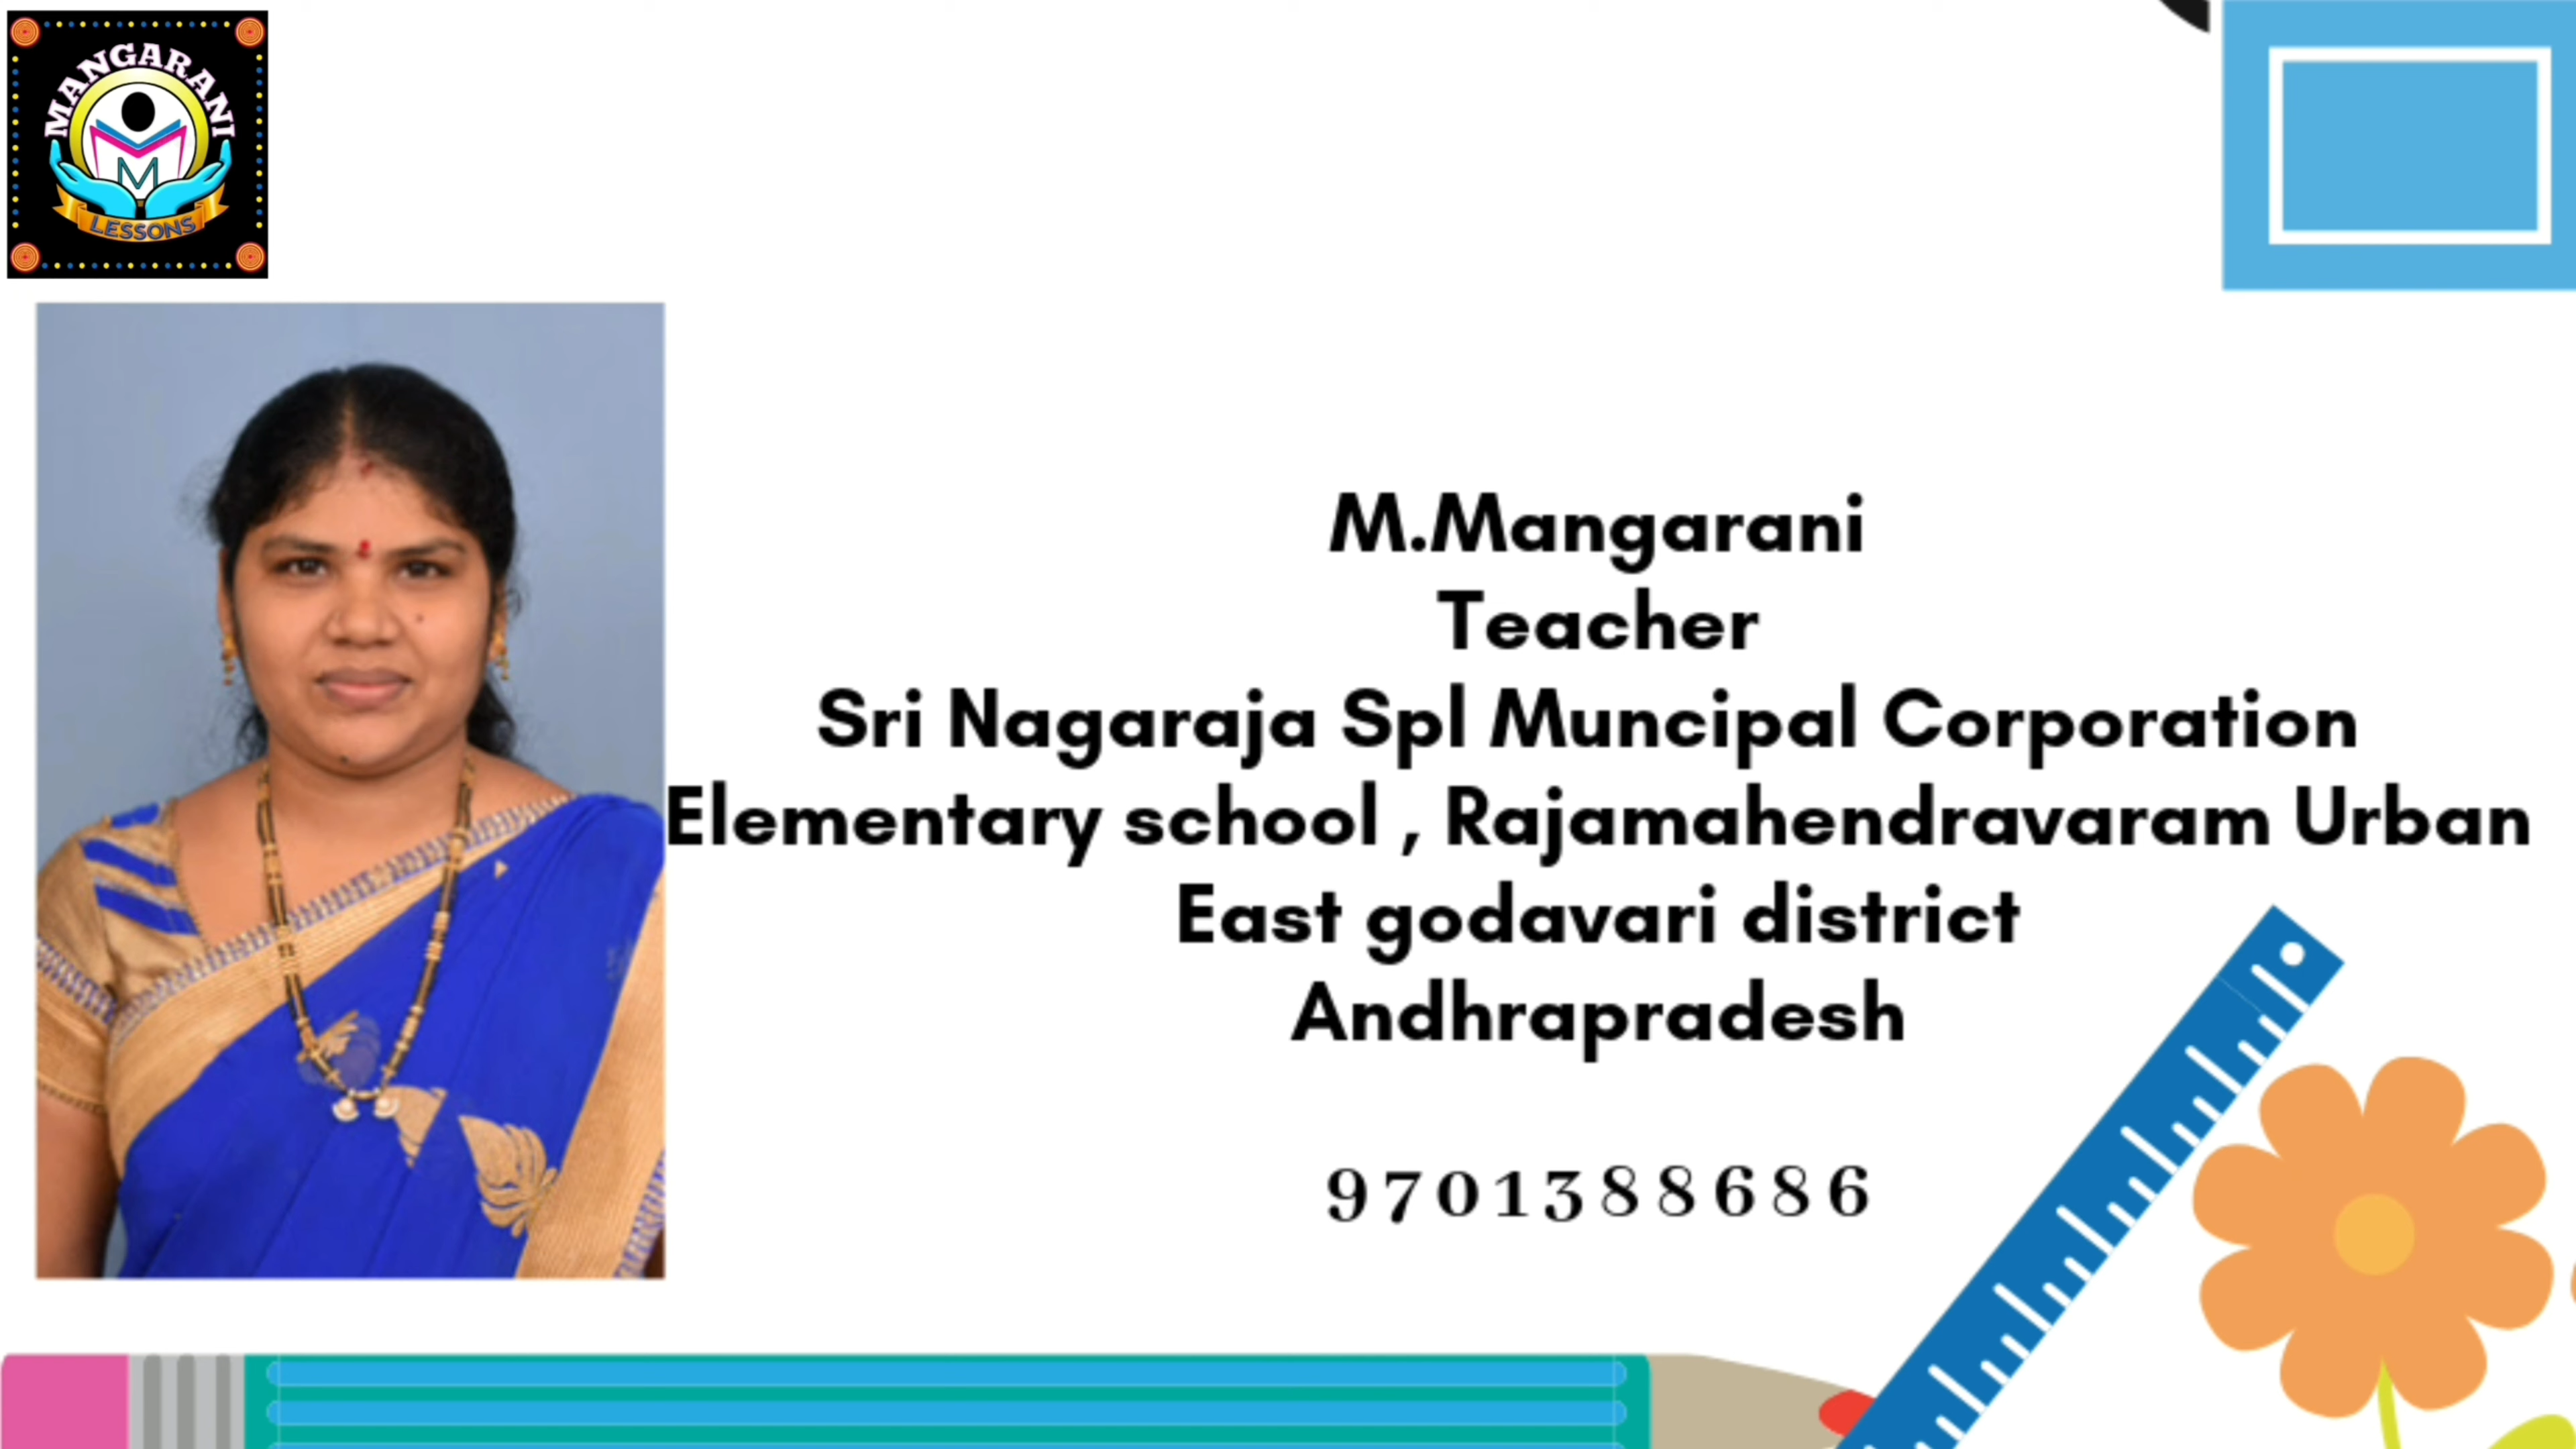 MANGARANI
M
LESSONS
M.Mangarani
Teacher
Sri Nagaraja Spl Muncipal Corporation
Elementary school , Rajamahendravaram Urban
East godavari district
Andhrapradesh
9701388686